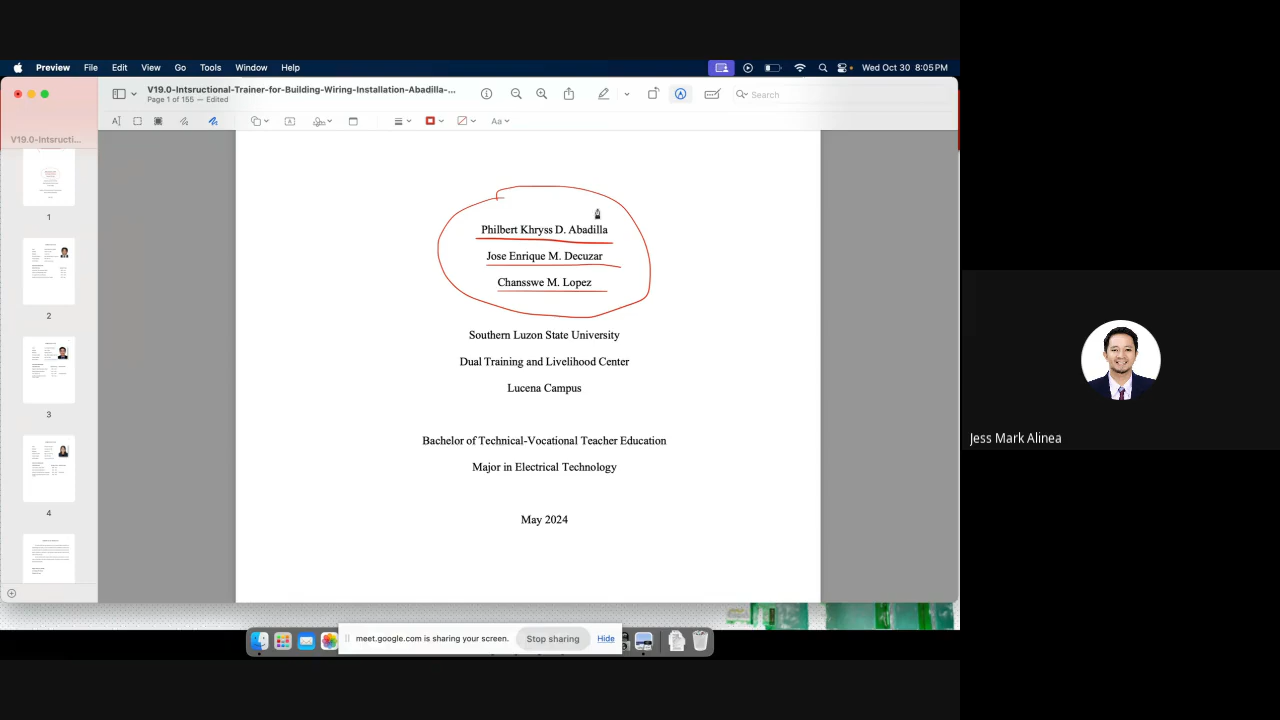 Preview File Edit View Go Tools Window Help Wed Oct 30 8:05 PM
V19.0-Intsructional-Trainer-for-Building-Wiring-Installation-Abadilla-...
Page 1 of 155 — Edited
Search
V19.0-Intsructi...
Aa
1
2
3
4
Philbert Khryss D. Abadilla
Jose Enrique M. Decuzar
Chansswe M. Lopez
Southern Luzon State University
Dual Training and Livelihood Center
Lucena Campus
Bachelor of Technical-Vocational Teacher Education
Major in Electrical Technology
May 2024
Jess Mark Alinea
meet.google.com is sharing your screen. Stop sharing Hide